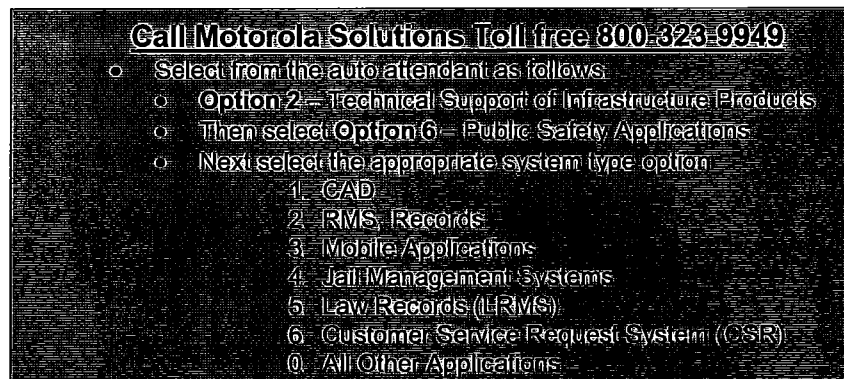 Call Motorola Solutions Toll free 800-323-9949
o Select from the auto attendant as follows
o Option 2 – Technical Support of Infrastructure Products
o Then select Option 6 – Public Safety Applications
o Next select the appropriate system type option
1. CAD
2. RMS, Records
3. Mobile Applications
4. Jail Management Systems
5. Law Records (LRMS)
6. Customer Service Request System (CSR)
0. All Other Applications